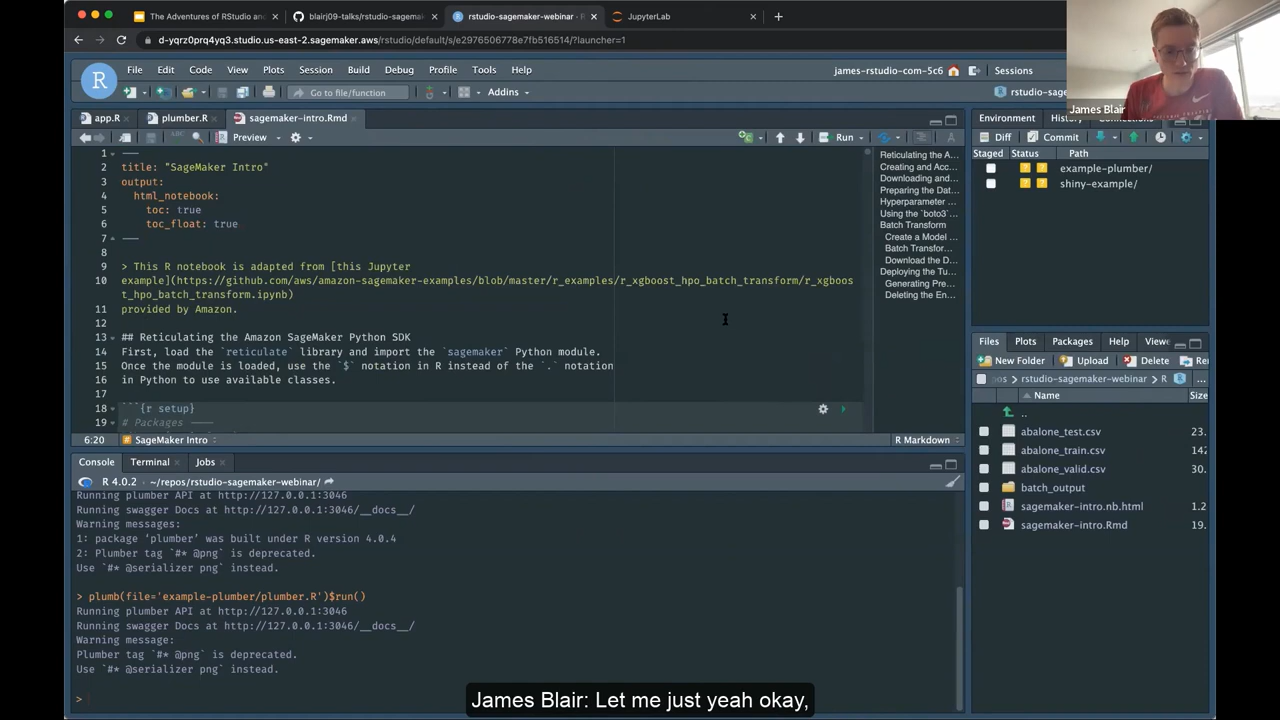 The Adventures of RStudio an
blairj09-talks/rstudio-sagema
rstudio-sagemaker-webinar - R
JupyterLab
d-yqrz0prq4yq3.studio.us-east-2.sagemaker.aws/rstudio/default/s/e2976506778e7fb516514/?launcher=1
R
File Edit Code View Plots Session Build Debug Profile Tools Help
james-rstudio-com-5c6
Sessions
Go to file/function
Addins
rstudio-sa
James Blair
app.R
plumber.R
sagemaker-intro.Rmd
Preview
Run
1 ---
2 title: "SageMaker Intro"
3 output:
4 html_notebook:
5 toc: true
6 toc_float: true
7 ---
8
9 > This R notebook is adapted from [this Jupyter
10 example](https://github.com/aws/amazon-sagemaker-examples/blob/master/r_examples/r_xgboost_hpo_batch_transform/r_xgboos
t_hpo_batch_transform.ipynb)
11 provided by Amazon.
12
13 ## Reticulating the Amazon SageMaker Python SDK
14 First, load the `reticulate` library and import the `sagemaker` Python module.
15 Once the module is loaded, use the `$` notation in R instead of the `.` notation
16 in Python to use available classes.
17
18 ```{r setup}
19 # Packages ----
6:20
SageMaker Intro
R Markdown
Reticulating the A...
Creating and Acc...
Downloading and...
Preparing the Dat...
Hyperparameter ...
Using the `boto3`...
Batch Transform
Create a Model ...
Batch Transfor...
Download the D...
Deploying the Tu...
Generating Pre...
Deleting the En...
Console
Terminal
Jobs
R 4.0.2 · ~/repos/rstudio-sagemaker-webinar/
Running plumber API at http://127.0.0.1:3046
Running swagger Docs at http://127.0.0.1:3046/__docs__/
Warning messages:
1: package ‘plumber’ was built under R version 4.0.4
2: Plumber tag `#* @png` is deprecated.
Use `#* @serializer png` instead.
> plumb(file='example-plumber/plumber.R')$run()
Running plumber API at http://127.0.0.1:3046
Running swagger Docs at http://127.0.0.1:3046/__docs__/
Warning message:
Plumber tag `#* @png` is deprecated.
Use `#* @serializer png` instead.
>
Environment
Diff
Commit
Staged Status Path
example-plumber/
shiny-example/
Files Plots Packages Help Viewe
New Folder Upload Delete Re
rstudio-sagemaker-webinar R ...
Name Size
..
abalone_test.csv 23.
abalone_train.csv 142
abalone_valid.csv 30.
batch_output
sagemaker-intro.nb.html 1.2
sagemaker-intro.Rmd 19.
James Blair: Let me just yeah okay,